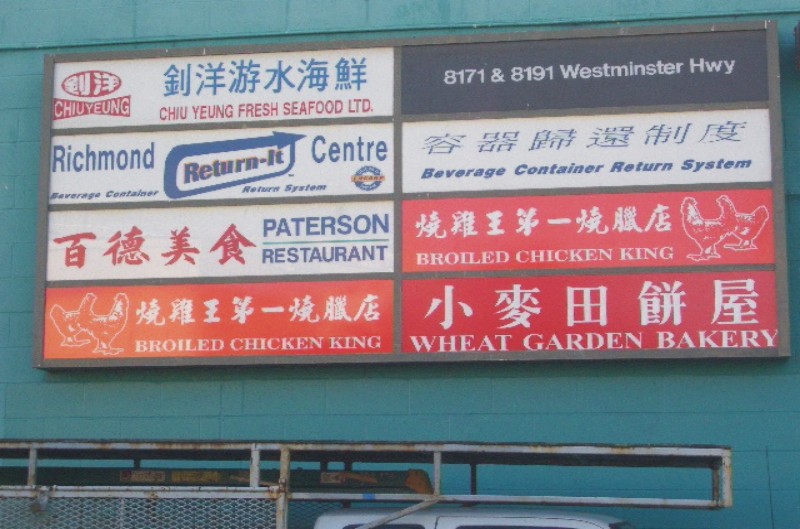 釗洋
CHIU YEUNG
釗洋游水海鮮
CHIU YEUNG FRESH SEAFOOD LTD.
8171 & 8191 Westminster Hwy
Richmond Return-It Centre
Beverage Container Return System
容器歸還制度
Beverage Container Return System
百德美食
PATERSON
RESTAURANT
燒雞王第一燒臘店
BROILED CHICKEN KING
燒雞王第一燒臘店
BROILED CHICKEN KING
小麥田餅屋
WHEAT GARDEN BAKERY